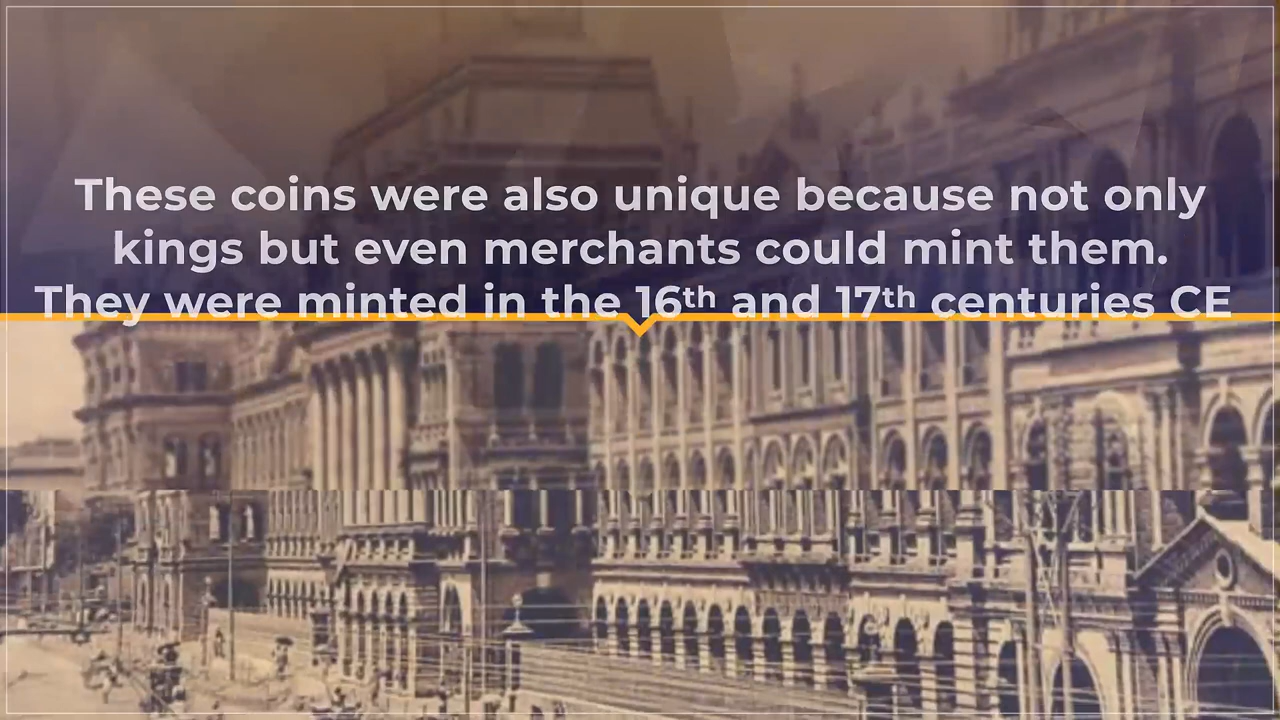 These coins were also unique because not only
kings but even merchants could mint them.
They were minted in the 16th and 17th centuries CE